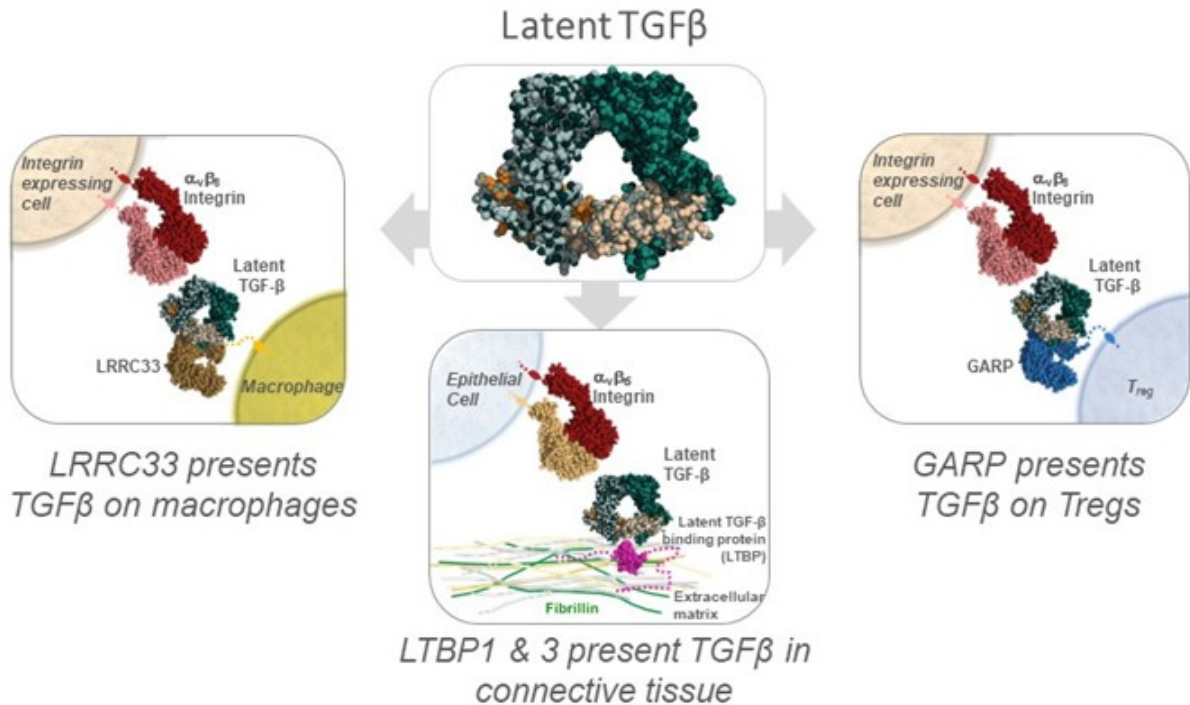 Latent TGFβ
Integrin
expressing
cell
αvβ8
Integrin
Latent
TGF-β
LRRC33
Macrophage
LRRC33 presents
TGFβ on macrophages
Epithelial
Cell
αvβ6
Integrin
Latent
TGF-β
Latent TGF-β
binding protein
(LTBP)
Fibrillin
Extracellular
matrix
LTBP1 & 3 present TGFβ in
connective tissue
Integrin
expressing
cell
αvβ8
Integrin
Latent
TGF-β
GARP
Treg
GARP presents
TGFβ on Tregs